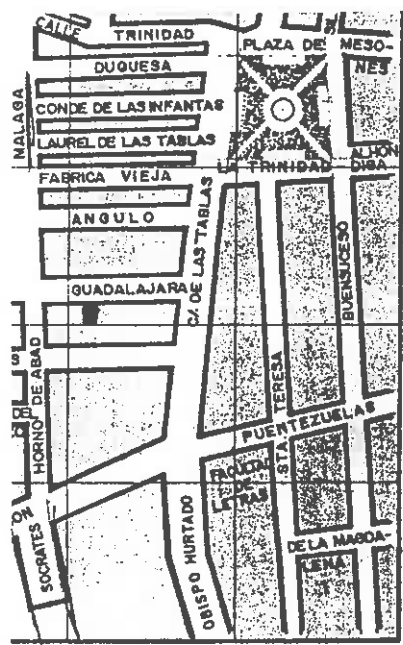 CALLE
TRINIDAD
PLAZA DE MESO-
NES
DUQUESA
CONDE DE LAS INFANTAS
MALAGA
LAUREL DE LAS TABLAS
LA TRINIDAD
ALHON
DIGA
FABRICA VIEJA
ANGULO
C/. DE LAS TABLAS
BUENSUCESO
GUADALAJARA
HORNO DE ABAD
STA TERESA
PUENTEZUELAS
FACULTAD
DE
LETRAS
DEL
ON
SOCRATES
OBISPO HURTADO
DE LA MAGDA-
LENA